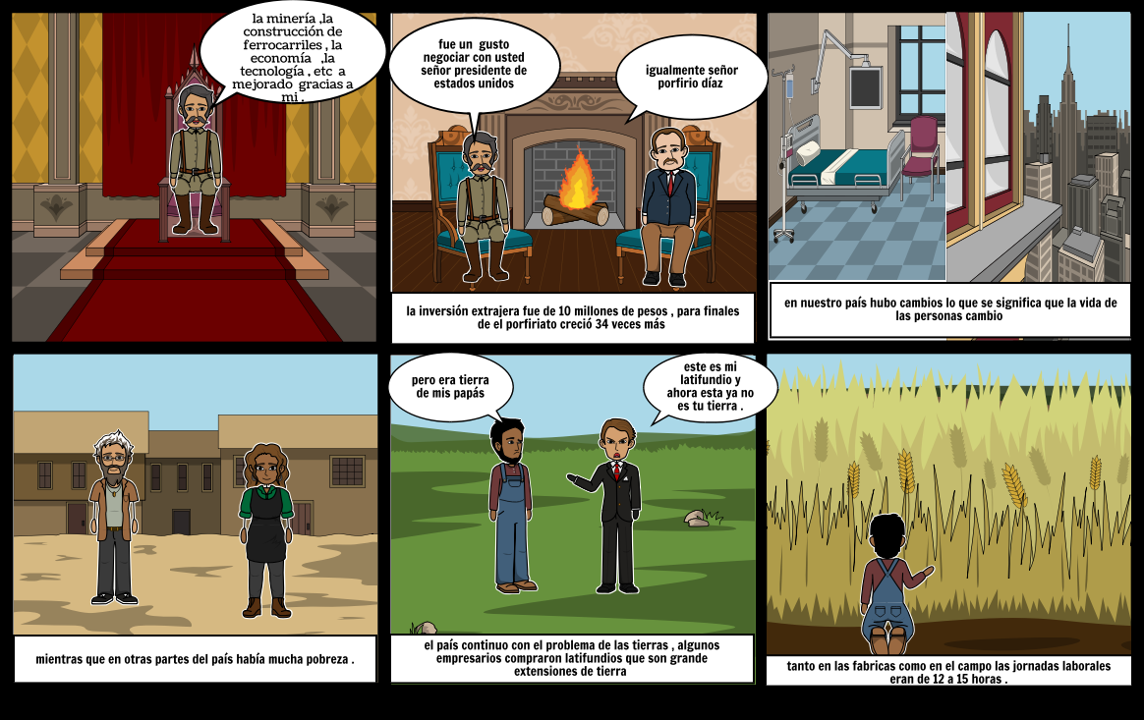 la minería ,la
construcción de
ferrocarriles , la
economía ,la
tecnología , etc a
mejorado gracias a
mi .
fue un gusto
negociar con usted
señor presidente de
estados unidos
igualmente señor
porfirio díaz
la inversión extrajera fue de 10 millones de pesos , para finales
de el porfiriato creció 34 veces más
en nuestro país hubo cambios lo que se significa que la vida de
las personas cambio
mientras que en otras partes del país había mucha pobreza .
pero era tierra
de mis papás
este es mi
latifundio y
ahora esta ya no
es tu tierra .
el país continuo con el problema de las tierras , algunos
empresarios compraron latifundios que son grande
extensiones de tierra
tanto en las fabricas como en el campo las jornadas laborales
eran de 12 a 15 horas .